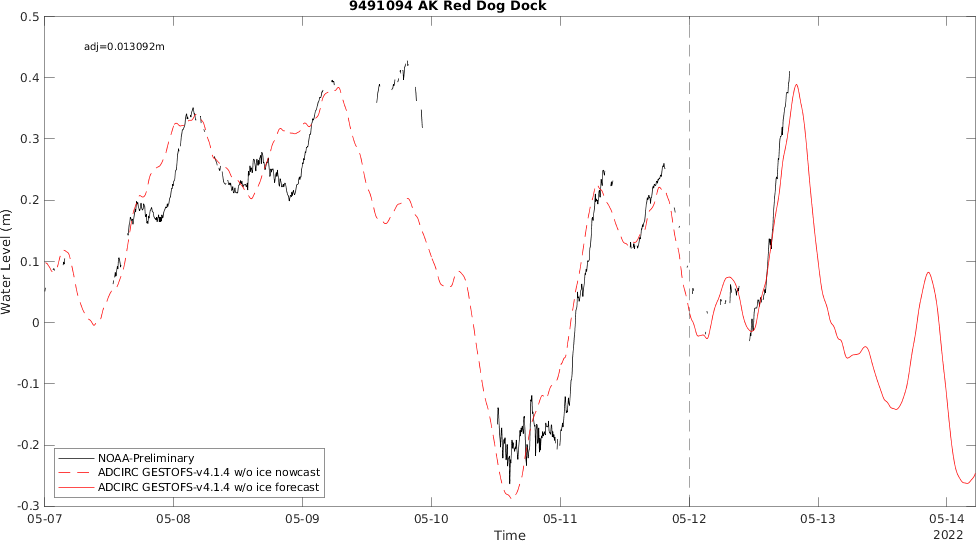 9491094 AK Red Dog Dock
adj=0.013092m
0.5
0.4
0.3
0.2
0.1
0
-0.1
-0.2
-0.3
Water Level (m)
NOAA-Preliminary
ADCIRC GESTOFS-v4.1.4 w/o ice nowcast
ADCIRC GESTOFS-v4.1.4 w/o ice forecast
05-07 05-08 05-09 05-10 05-11 05-12 05-13 05-14
Time
2022